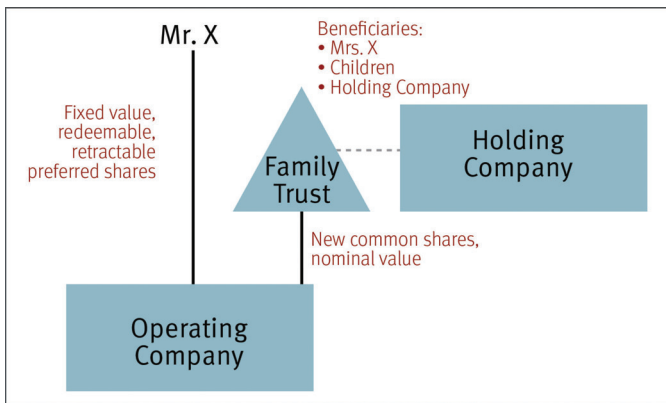 Mr. X
Beneficiaries:
• Mrs. X
• Children
• Holding Company
Fixed value,
redeemable,
retractable
preferred shares
Family
Trust
Holding
Company
New common shares,
nominal value
Operating
Company